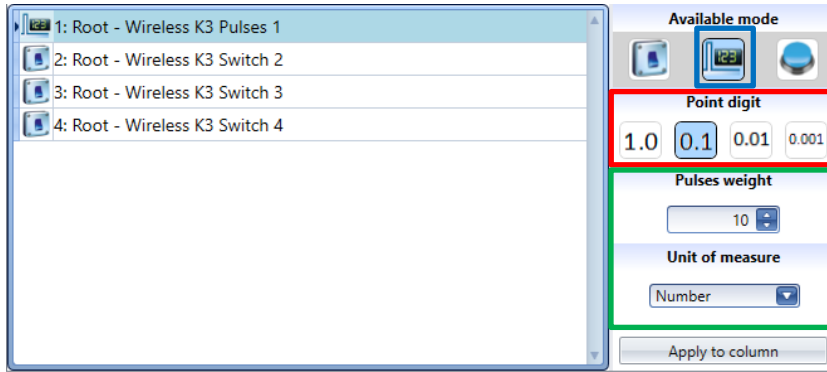 1: Root - Wireless K3 Pulses 1
2: Root - Wireless K3 Switch 2
3: Root - Wireless K3 Switch 3
4: Root - Wireless K3 Switch 4
Available mode
123
123
Point digit
1.0 0.1 0.01 0.001
Pulses weight
10
Unit of measure
Number
Apply to column